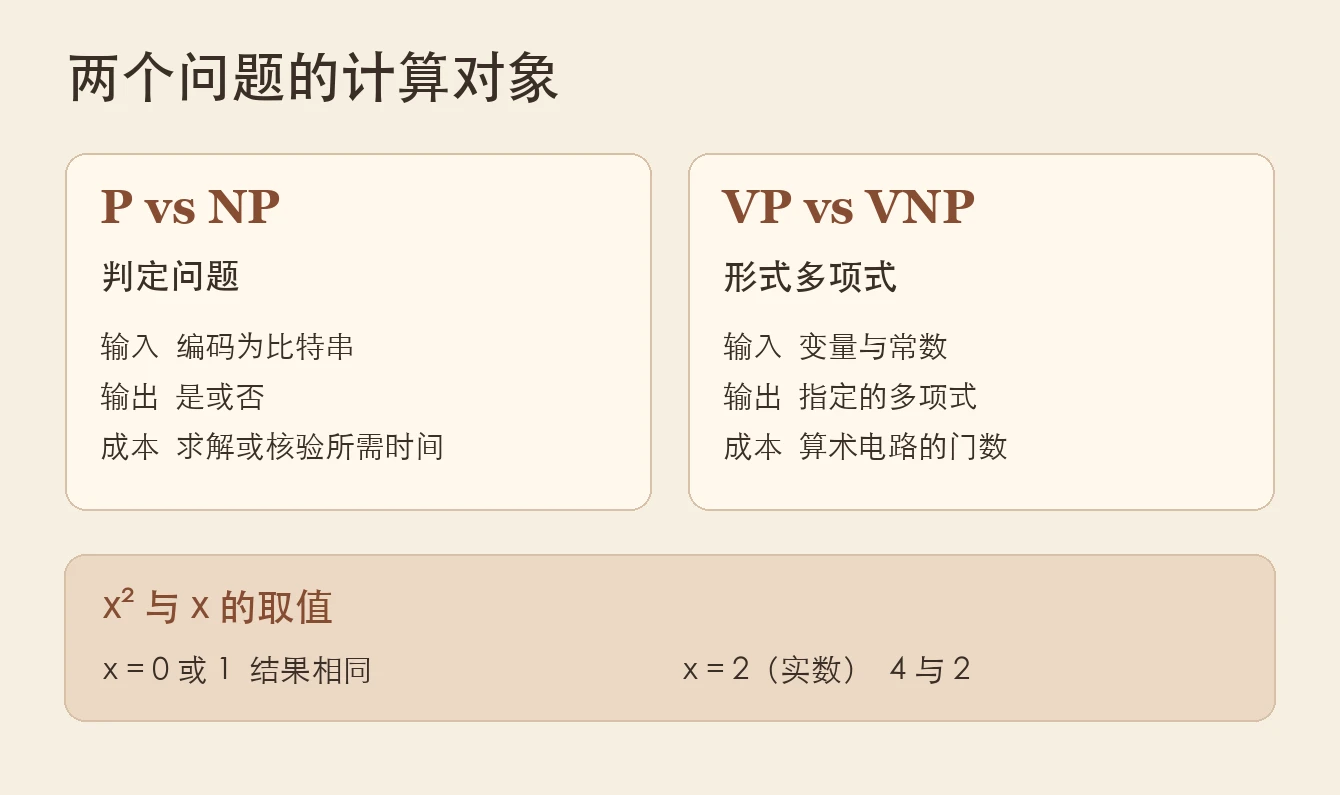 两个问题的计算对象
P vs NP
判定问题
输入 编码为比特串
输出 是或否
成本 求解或核验所需时间
VP vs VNP
形式多项式
输入 变量与常数
输出 指定的多项式
成本 算术电路的门数
x² 与 x 的取值
x = 0 或 1 结果相同
x = 2（实数） 4 与 2